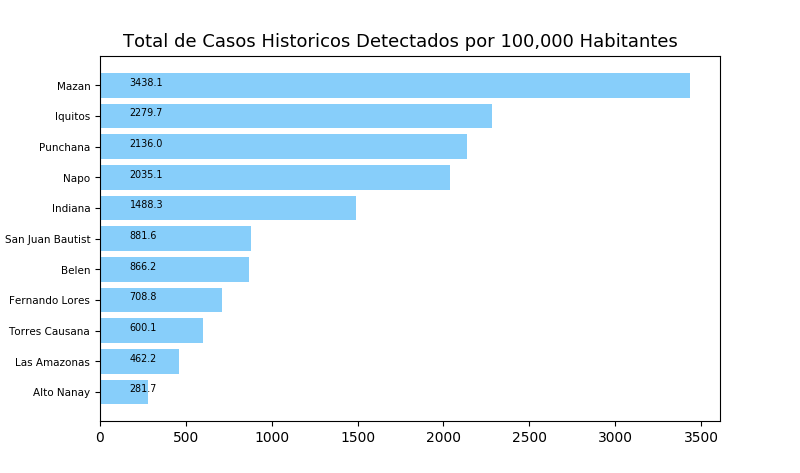 Total de Casos Historicos Detectados por 100,000 Habitantes
Mazan 3438.1
Iquitos 2279.7
Punchana 2136.0
Napo 2035.1
Indiana 1488.3
San Juan Bautist 881.6
Belen 866.2
Fernando Lores 708.8
Torres Causana 600.1
Las Amazonas 462.2
Alto Nanay 281.7
0 500 1000 1500 2000 2500 3000 3500